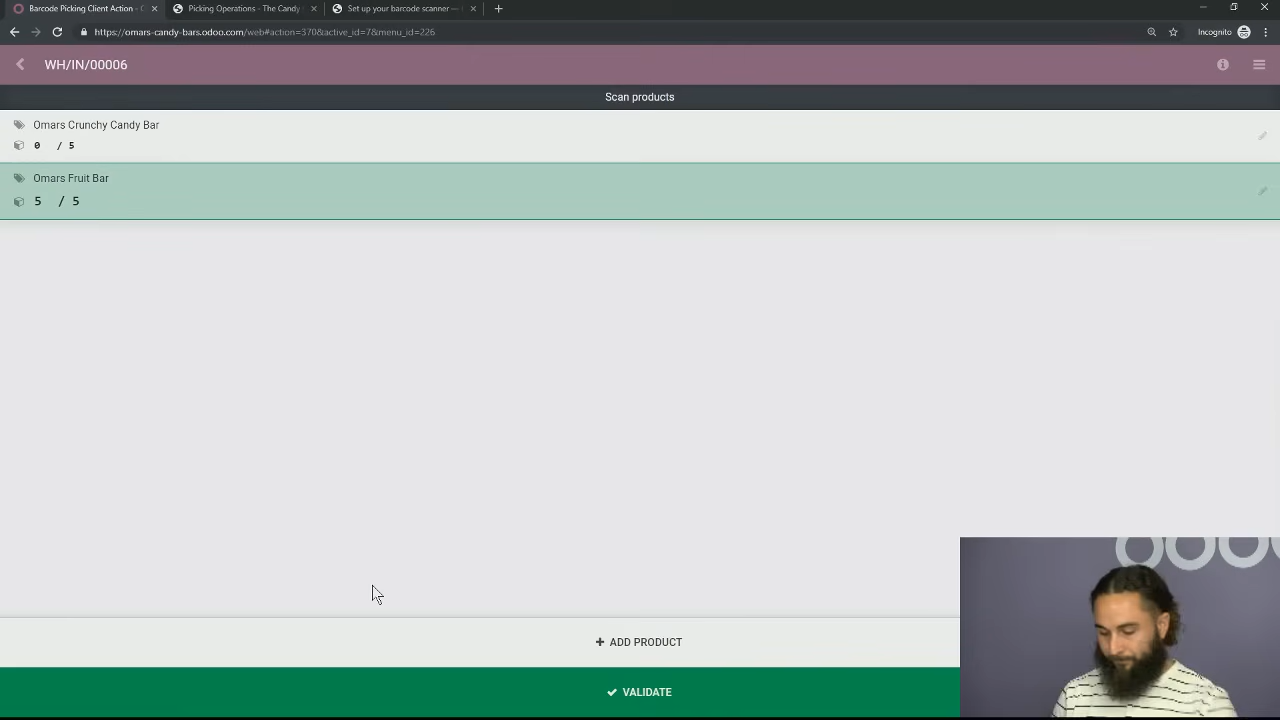 Barcode Picking Client Action - 
Picking Operations - The Candy
Set up your barcode scanner —
https://omars-candy-bars.odoo.com/web#action=370&active_id=7&menu_id=226
Incognito
WH/IN/00006
Scan products
Omars Crunchy Candy Bar
0 / 5
Omars Fruit Bar
5 / 5
ADD PRODUCT
VALIDATE